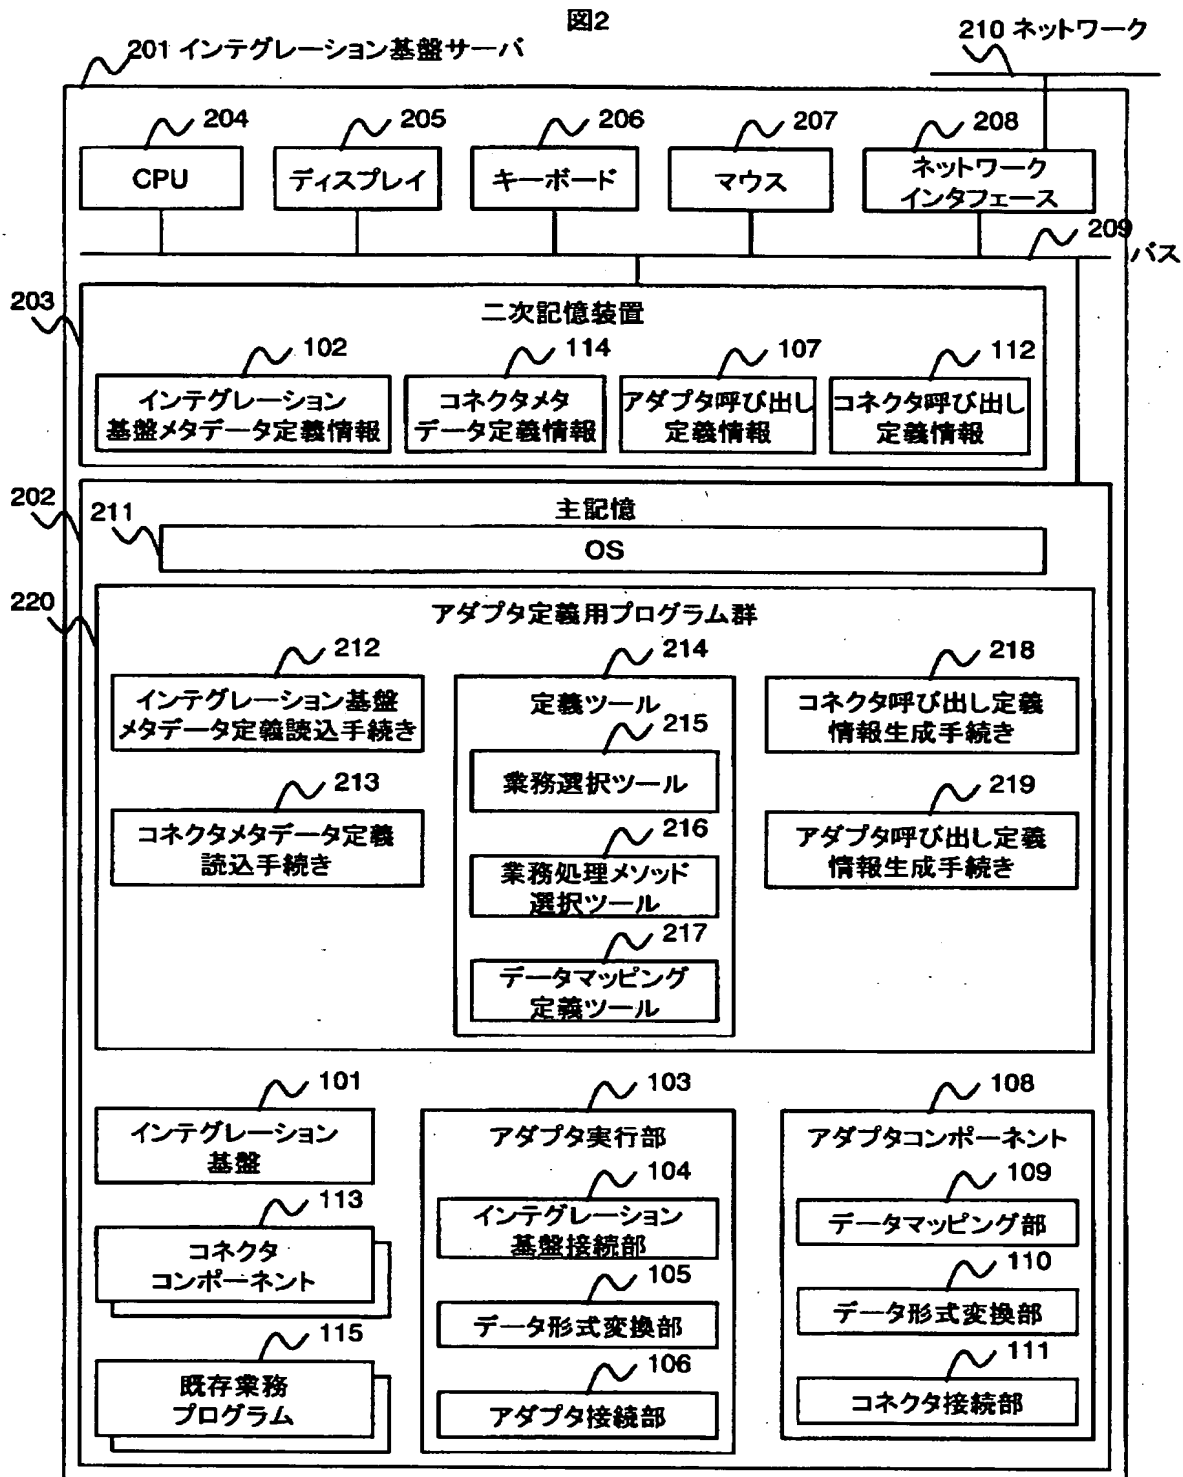 図2
201 インテグレーション基盤サーバ
210 ネットワーク
204
205
206
207
208
CPU
ディスプレイ
キーボード
マウス
ネットワーク
インタフェース
209
バス
203
二次記憶装置
102
114
107
112
インテグレーション
基盤メタデータ定義情報
コネクタメタ
データ定義情報
アダプタ呼び出し
定義情報
コネクタ呼び出し
定義情報
202
主記憶
211
OS
220
アダプタ定義用プログラム群
212
インテグレーション基盤
メタデータ定義読込手続き
213
コネクタメタデータ定義
読込手続き
214
定義ツール
215
業務選択ツール
216
業務処理メソッド
選択ツール
217
データマッピング
定義ツール
218
コネクタ呼び出し定義
情報生成手続き
219
アダプタ呼び出し定義
情報生成手続き
101
インテグレーション
基盤
113
コネクタ
コンポーネント
115
既存業務
プログラム
103
アダプタ実行部
104
インテグレーション
基盤接続部
105
データ形式変換部
106
アダプタ接続部
108
アダプタコンポーネント
109
データマッピング部
110
データ形式変換部
111
コネクタ接続部